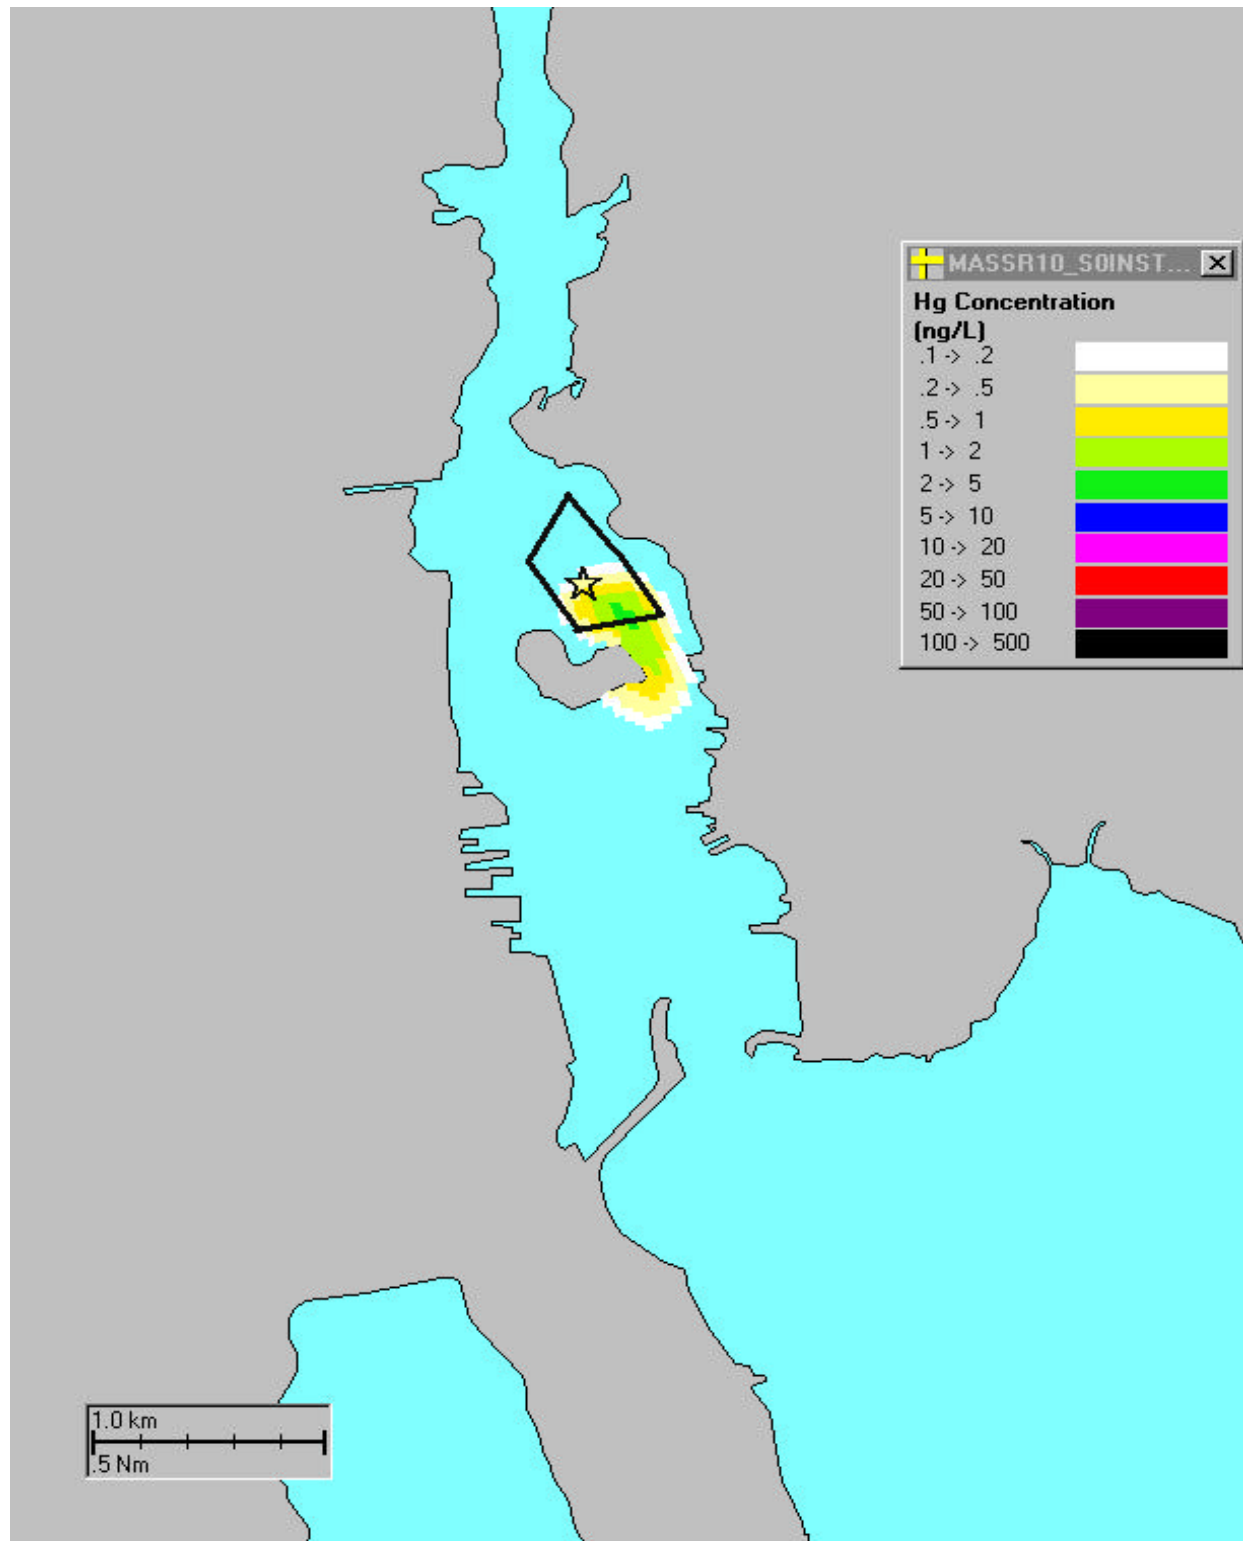 MASSR10_S0INST...
Hg Concentration
(ng/L)
.1 -> .2
.2 -> .5
.5 -> 1
1 -> 2
2 -> 5
5 -> 10
10 -> 20
20 -> 50
50 -> 100
100 -> 500
1.0 km
.5 Nm